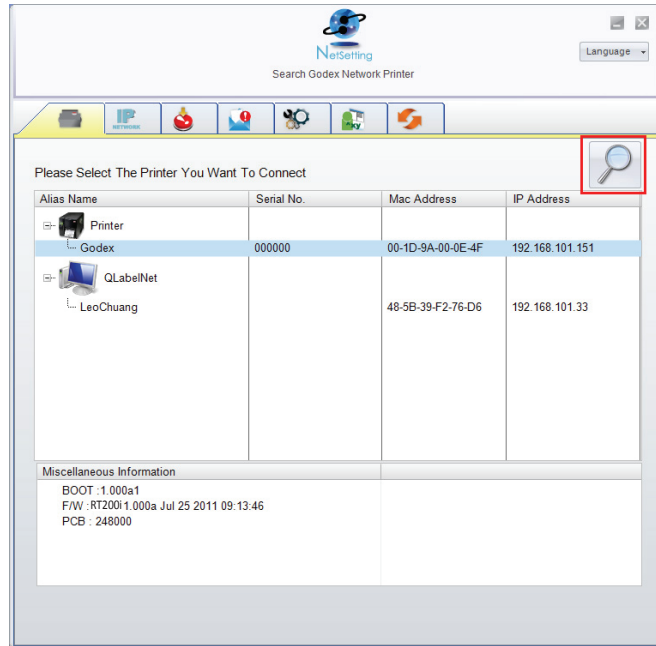 NetSetting
Language
Search Godex Network Printer
IP
NETWORK
Please Select The Printer You Want To Connect
Alias Name Serial No. Mac Address IP Address
Printer
Godex 000000 00-1D-9A-00-0E-4F 192.168.101.151
QLabelNet
LeoChuang 48-5B-39-F2-76-D6 192.168.101.33
Miscellaneous Information
BOOT :1.000a1
F/W :RT200i 1.000a Jul 25 2011 09:13:46
PCB : 248000